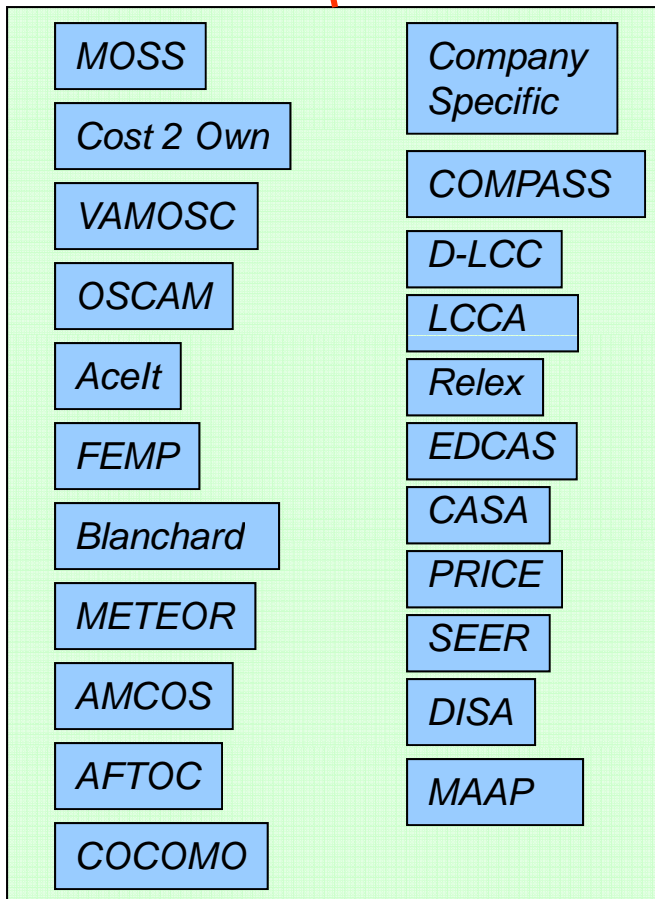 MOSS
Cost 2 Own
VAMOSC
OSCAM
AceIt
FEMP
Blanchard
METEOR
AMCOS
AFTOC
COCOMO
Company
Specific
COMPASS
D-LCC
LCCA
Relex
EDCAS
CASA
PRICE
SEER
DISA
MAAP